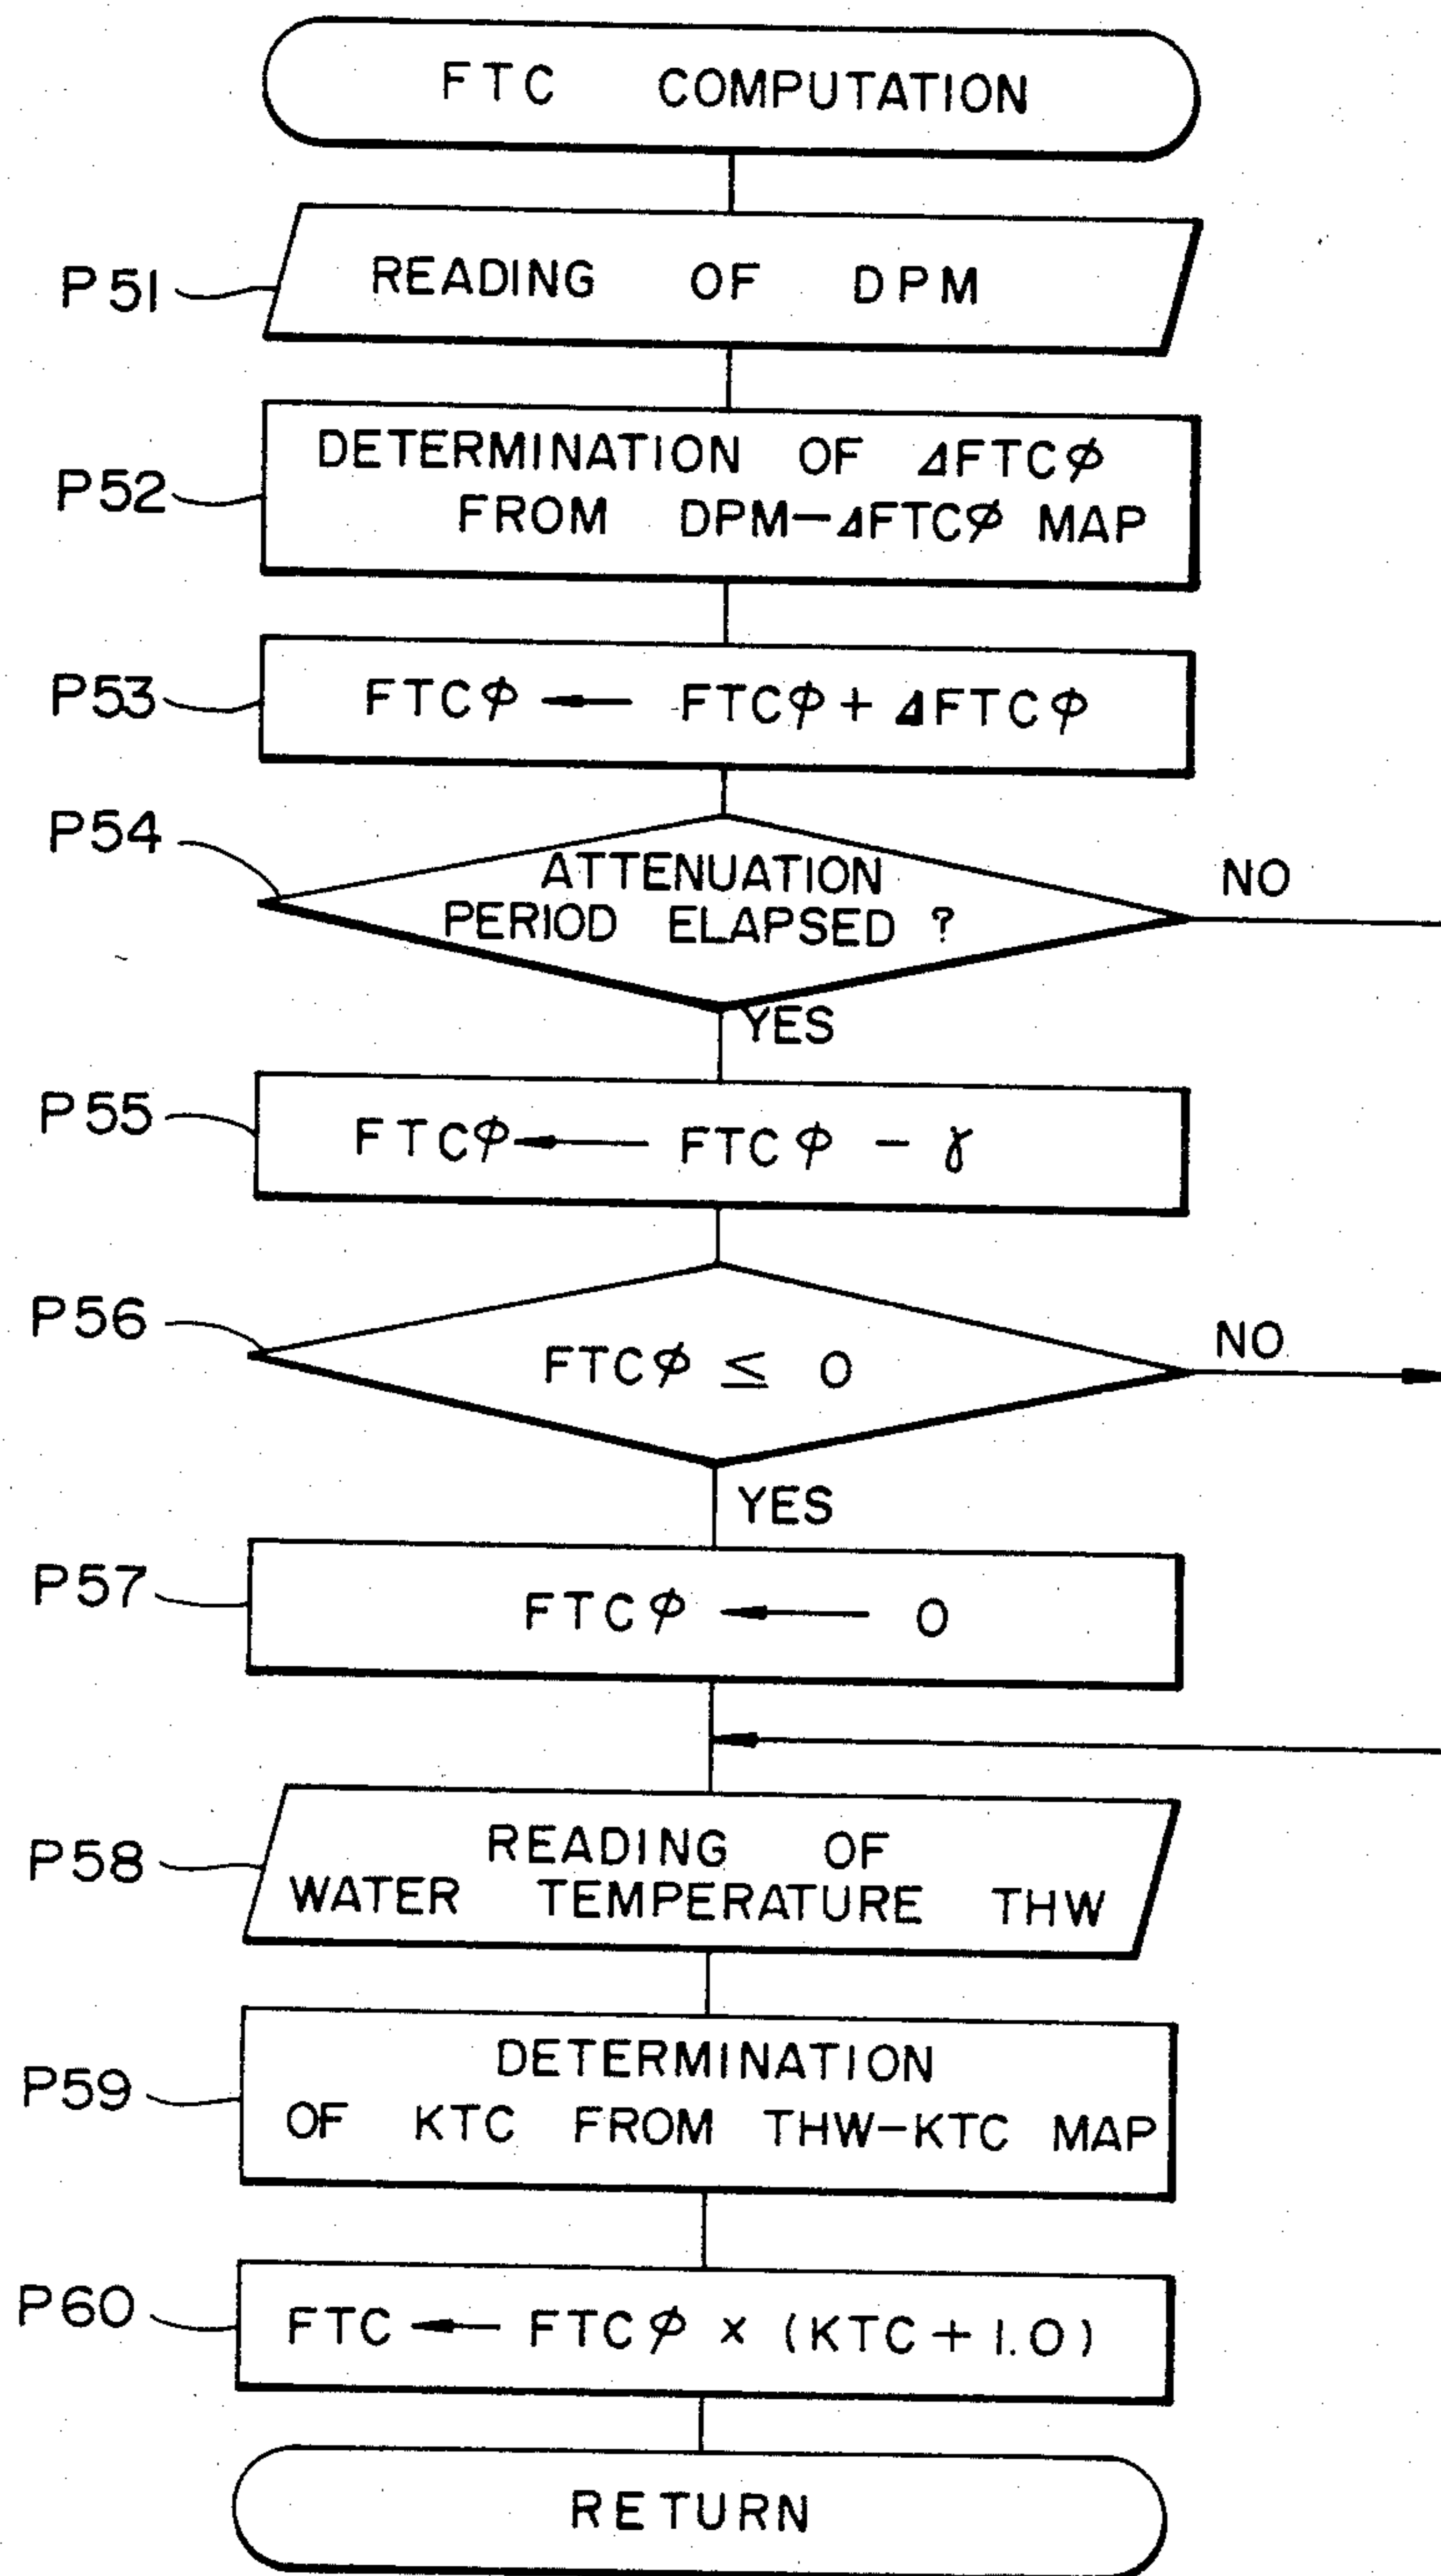 FTC COMPUTATION
P51
READING OF DPM
P52
DETERMINATION OF ΔFTCφ
FROM DPM-ΔFTCφ MAP
P53
FTCφ ← FTCφ + ΔFTCφ
P54
ATTENUATION
PERIOD ELAPSED ?
NO
YES
P55
FTCφ ← FTCφ - γ
P56
FTCφ ≤ 0
NO
YES
P57
FTCφ ← 0
P58
READING OF
WATER TEMPERATURE THW
P59
DETERMINATION
OF KTC FROM THW-KTC MAP
P60
FTC ← FTCφ × (KTC + 1.0)
RETURN